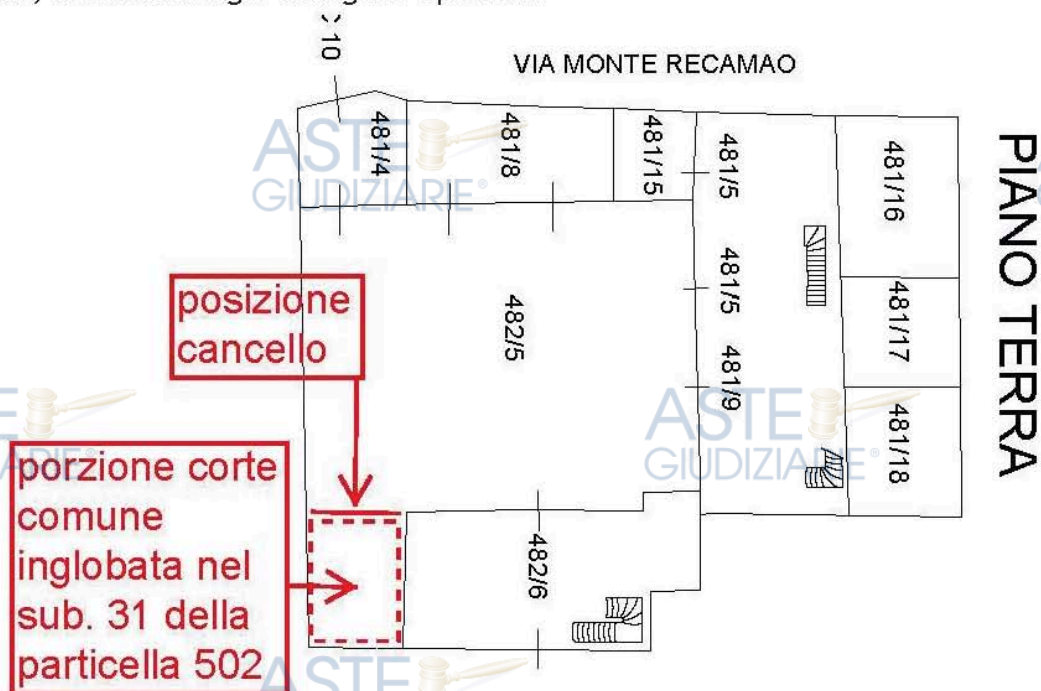 10
VIA MONTE RECAMAO
PIANO TERRA
481/4
481/8
481/15
481/5
481/16
ASTE
GIUDIZIARIE®
posizione
cancello
482/5
481/5
481/17
481/9
481/18
ASTE
GIUDIZIARIE®
porzione corte
comune
inglobata nel
sub. 31 della
particella 502
482/6
ASTE